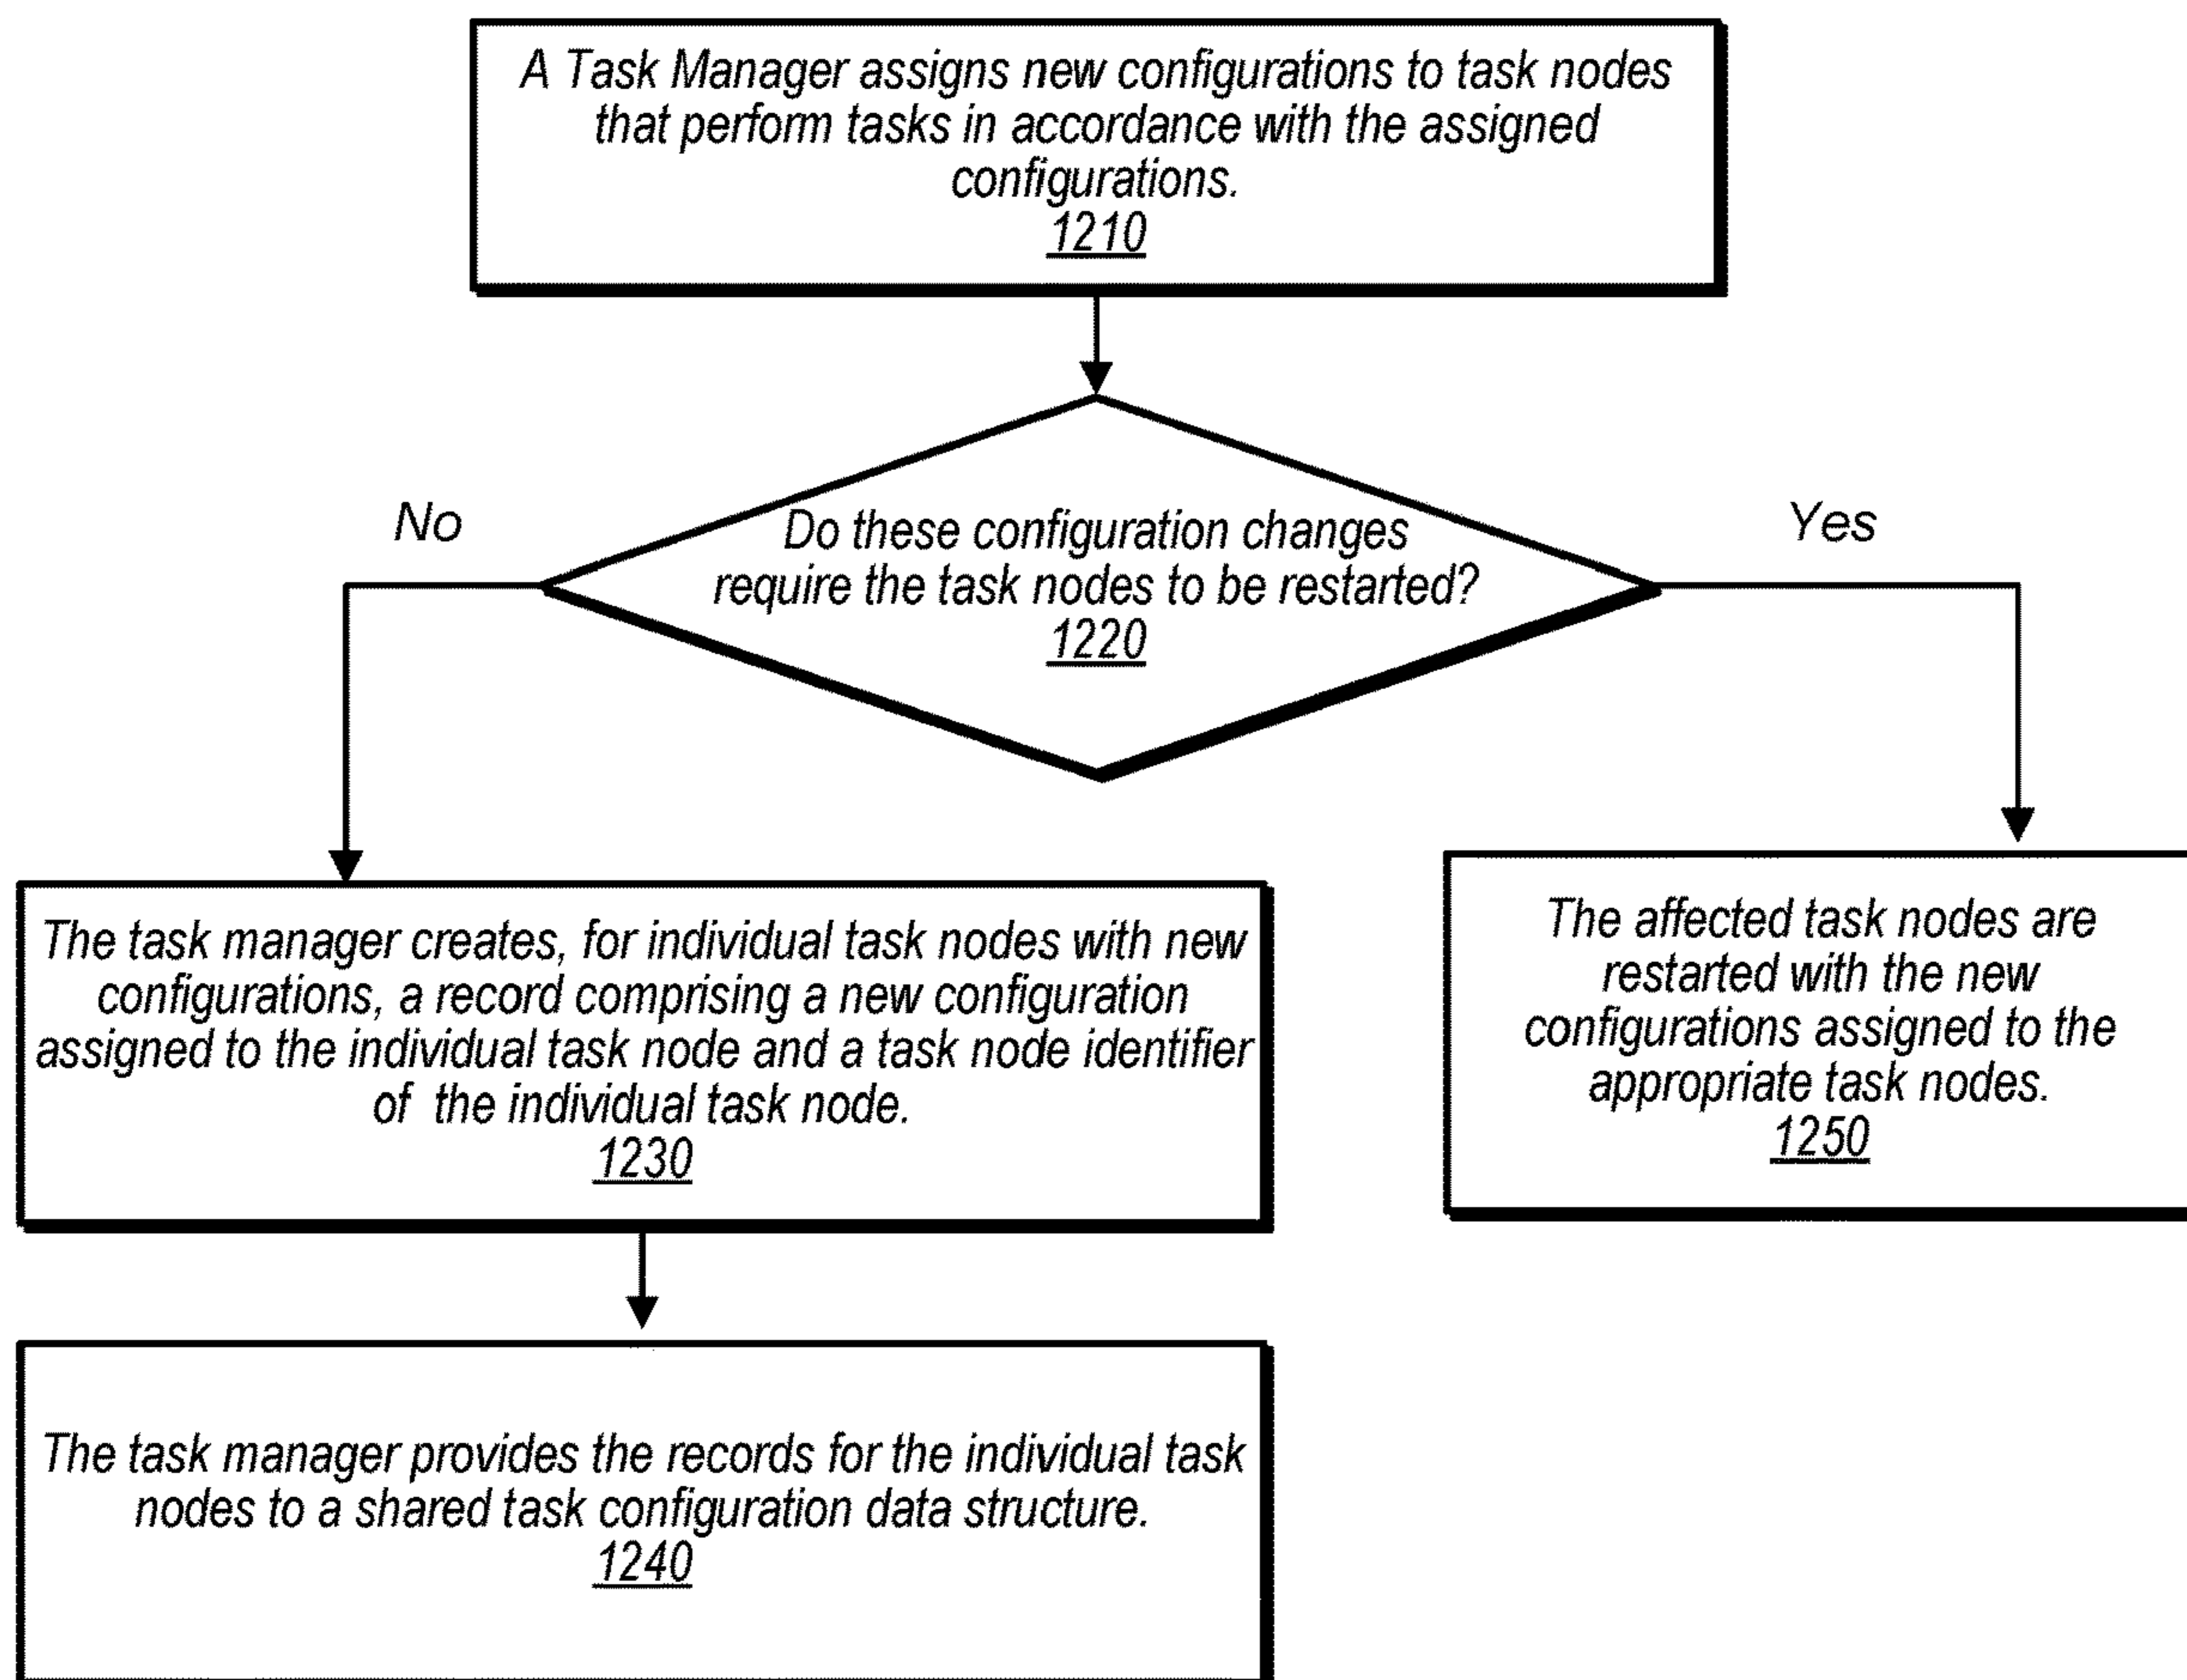 A Task Manager assigns new configurations to task nodes
that perform tasks in accordance with the assigned
configurations.
1210
No
Yes
Do these configuration changes
require the task nodes to be restarted?
1220
The task manager creates, for individual task nodes with new
configurations, a record comprising a new configuration
assigned to the individual task node and a task node identifier
of the individual task node.
1230
The affected task nodes are
restarted with the new
configurations assigned to the
appropriate task nodes.
1250
The task manager provides the records for the individual task
nodes to a shared task configuration data structure.
1240